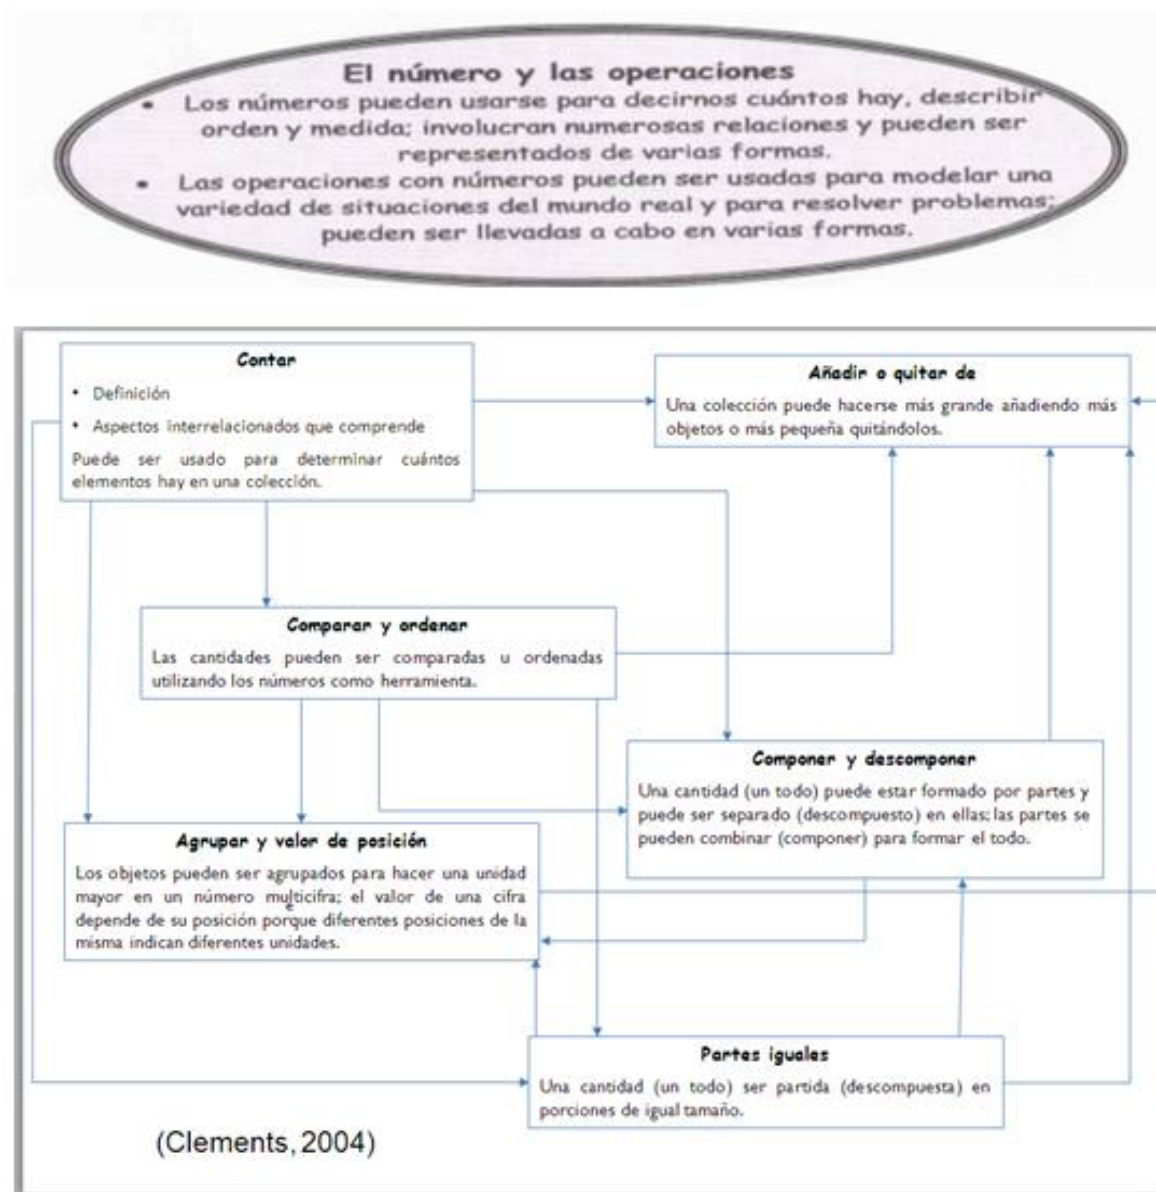 El número y las operaciones
• Los números pueden usarse para decirnos cuántos hay, describir
orden y medida; involucran numerosas relaciones y pueden ser
representados de varias formas.
• Las operaciones con números pueden ser usadas para modelar una
variedad de situaciones del mundo real y para resolver problemas;
pueden ser llevadas a cabo en varias formas.
Contar
• Definición
• Aspectos interrelacionados que comprende
Puede ser usado para determinar cuántos
elementos hay en una colección.
Añadir o quitar de
Una colección puede hacerse más grande añadiendo más
objetos o más pequeña quitándolos.
Comparar y ordenar
Las cantidades pueden ser comparadas u ordenadas
utilizando los números como herramienta.
Componer y descomponer
Una cantidad (un todo) puede estar formado por partes y
puede ser separado (descompuesto) en ellas; las partes se
pueden combinar (componer) para formar el todo.
Agrupar y valor de posición
Los objetos pueden ser agrupados para hacer una unidad
mayor en un número multicifra; el valor de una cifra
depende de su posición porque diferentes posiciones de la
misma indican diferentes unidades.
Partes iguales
Una cantidad (un todo) ser partida (descompuesta) en
porciones de igual tamaño.
(Clements, 2004)